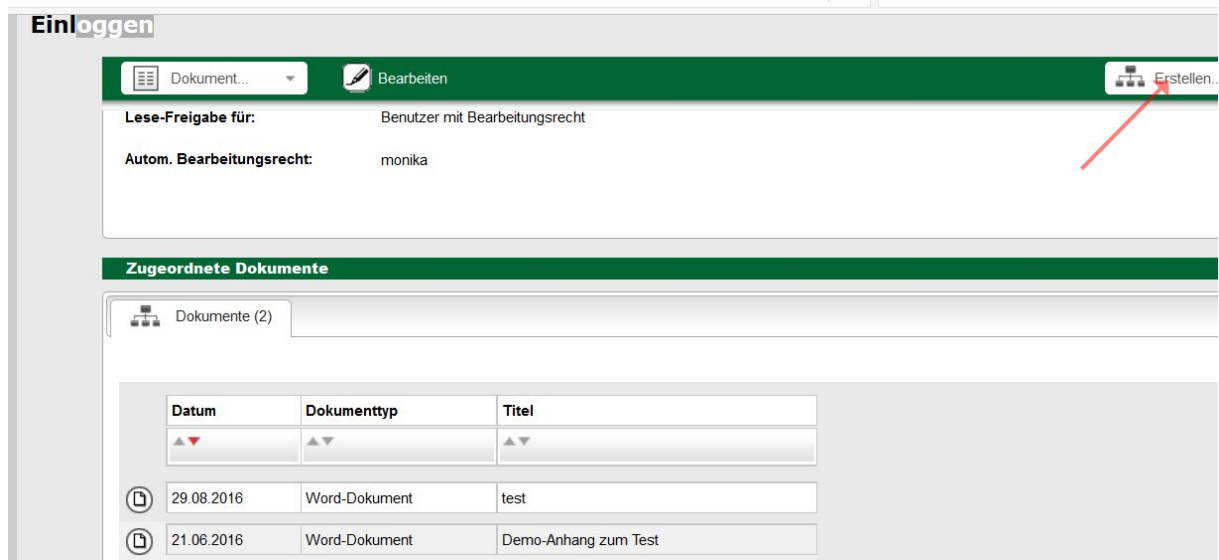 Einloggen
Dokument... Bearbeiten Erstellen...
Lese-Freigabe für: Benutzer mit Bearbeitungsrecht
Autom. Bearbeitungsrecht: monika
Zugeordnete Dokumente
Dokumente (2)
Datum Dokumenttyp Titel
29.08.2016 Word-Dokument test
21.06.2016 Word-Dokument Demo-Anhang zum Test